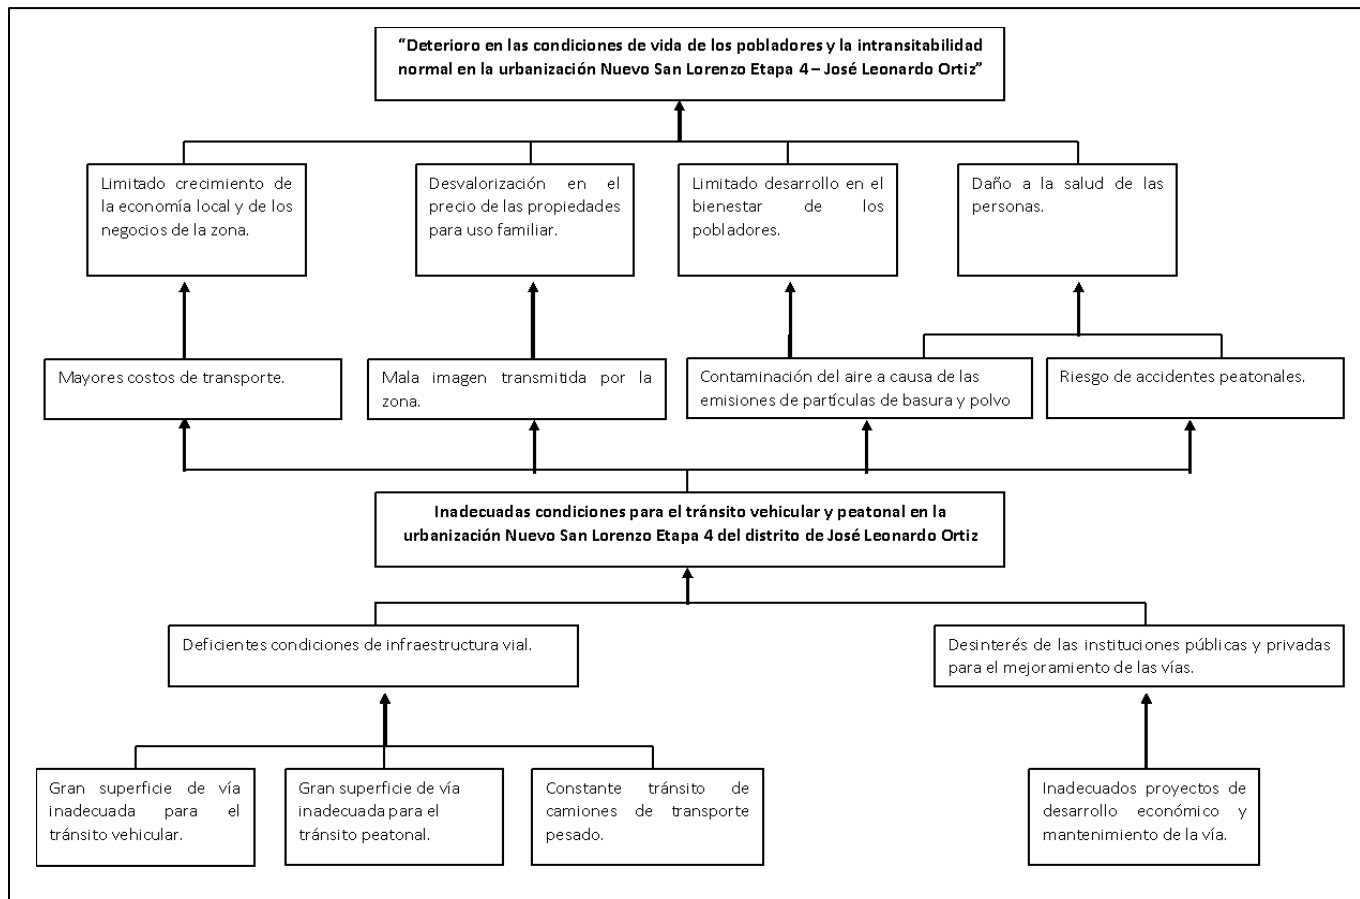 “Deterioro en las condiciones de vida de los pobladores y la intransitabilidad
normal en la urbanización Nuevo San Lorenzo Etapa 4 – José Leonardo Ortiz”
Limitado crecimiento de
la economía local y de los
negocios de la zona.
Desvalorización en el
precio de las propiedades
para uso familiar.
Limitado desarrollo en el
bienestar de los
pobladores.
Daño a la salud de las
personas.
Mayores costos de transporte.
Mala imagen transmitida por la
zona.
Contaminación del aire a causa de las
emisiones de partículas de basura y polvo
Riesgo de accidentes peatonales.
Inadecuadas condiciones para el tránsito vehicular y peatonal en la
urbanización Nuevo San Lorenzo Etapa 4 del distrito de José Leonardo Ortiz
Deficientes condiciones de infraestructura vial.
Desinterés de las instituciones públicas y privadas
para el mejoramiento de las vías.
Gran superficie de vía
inadecuada para el
tránsito vehicular.
Gran superficie de vía
inadecuada para el
tránsito peatonal.
Constante tránsito de
camiones de transporte
pesado.
Inadecuados proyectos de
desarrollo económico y
mantenimiento de la vía.